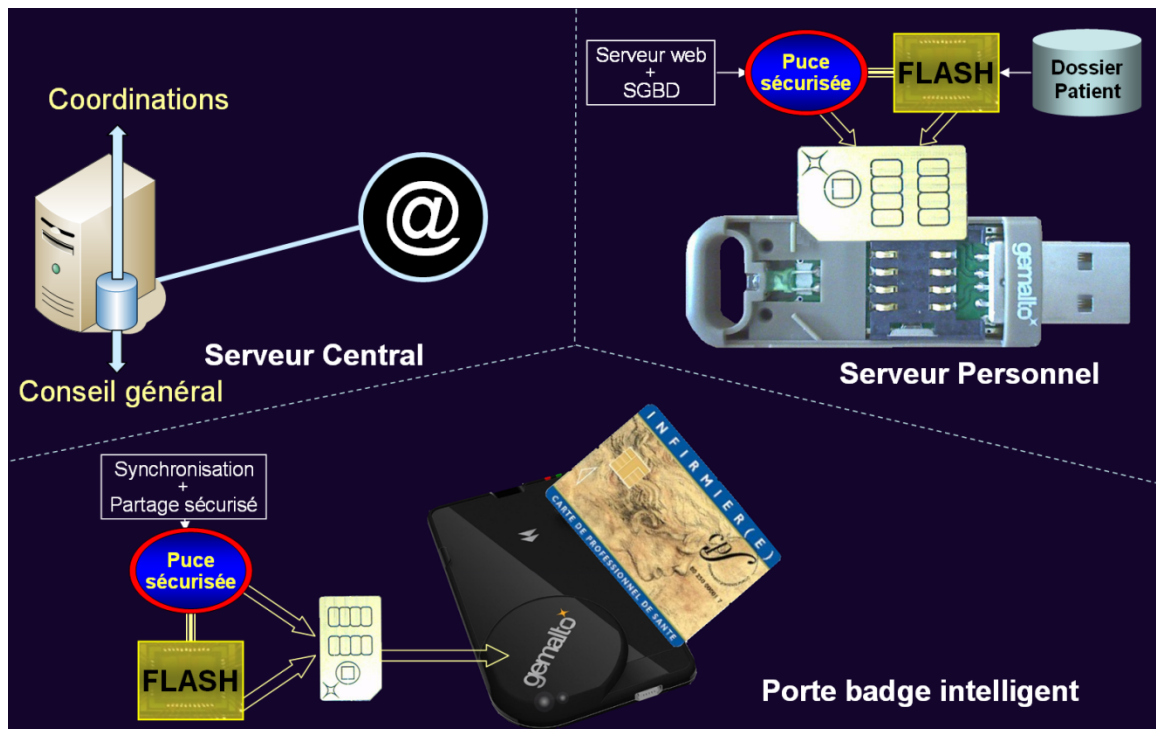 Coordinations
@
Serveur Central
Conseil général
Serveur web
+
SGBD
Puce
sécurisée
FLASH
Dossier
Patient
gemalto
Serveur Personnel
Synchronisation
+
Partage sécurisé
Puce
sécurisée
FLASH
gemalto
INFIRMIER(E)
cps
CARTE DE PROFESSIONNEL DE SANTE
Porte badge intelligent